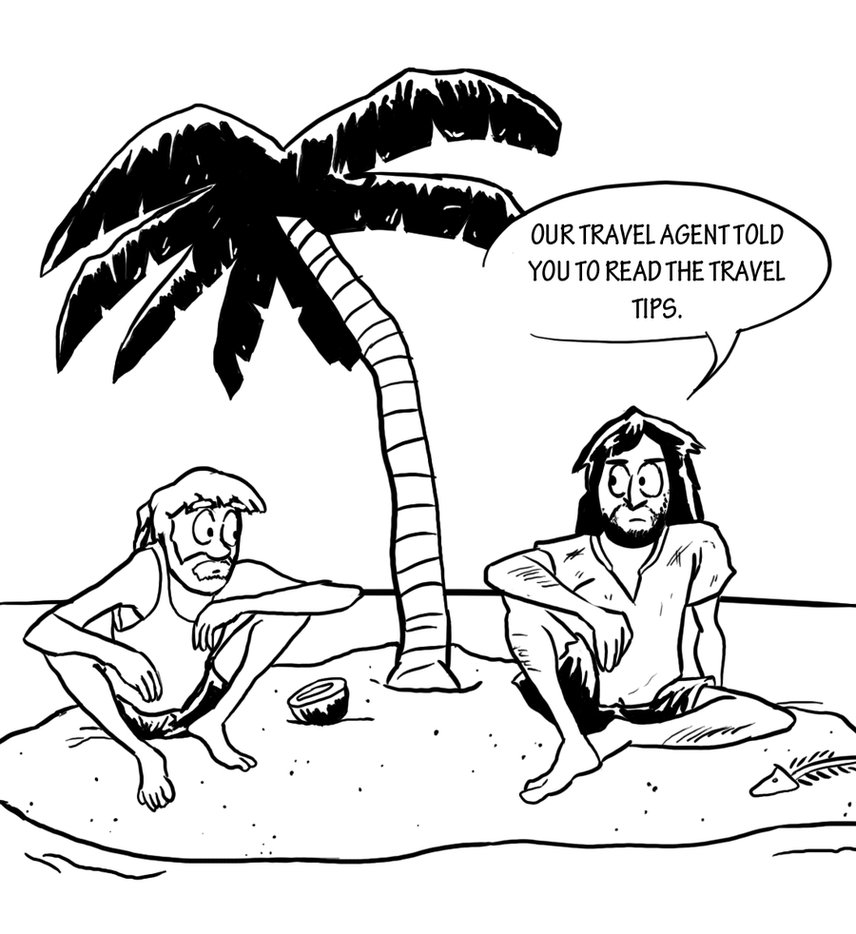 OUR TRAVEL AGENT TOLD
YOU TO READ THE TRAVEL
TIPS.